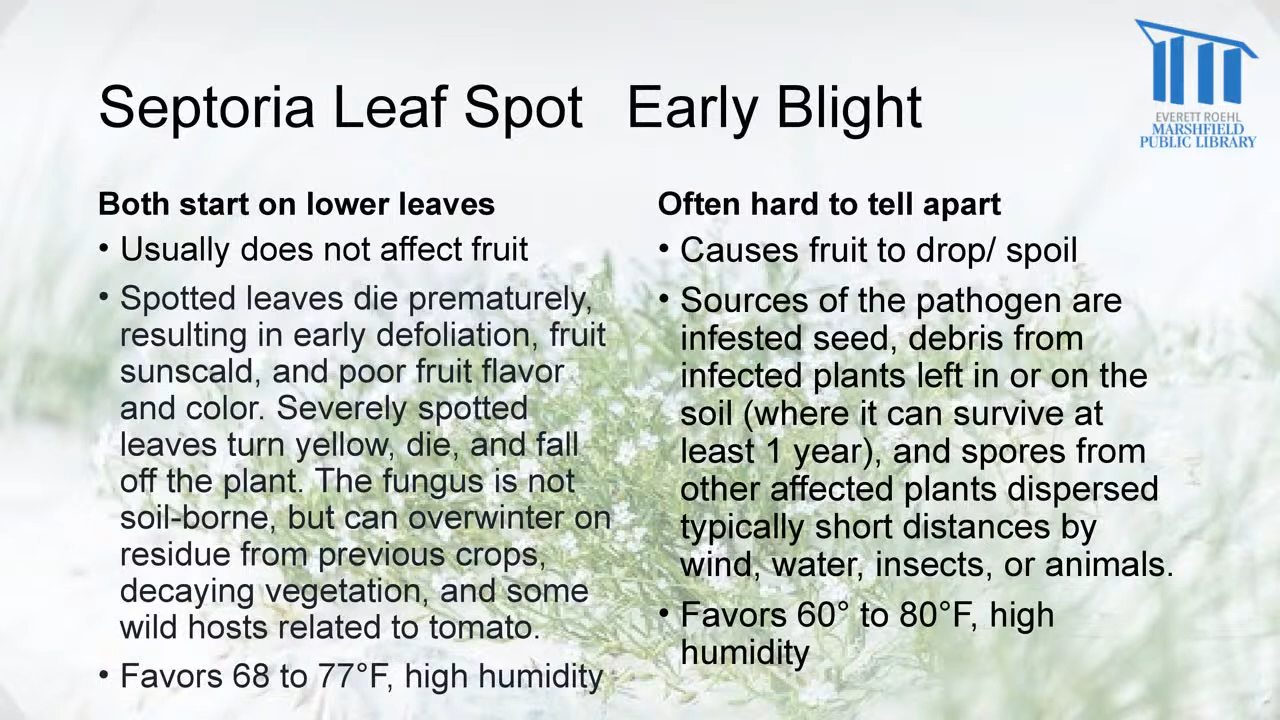 Septoria Leaf Spot   Early Blight
EVERETT ROEHL
MARSHFIELD
PUBLIC LIBRARY
Both start on lower leaves
• Usually does not affect fruit
• Spotted leaves die prematurely,
resulting in early defoliation, fruit
sunscald, and poor fruit flavor
and color. Severely spotted
leaves turn yellow, die, and fall
off the plant. The fungus is not
soil-borne, but can overwinter on
residue from previous crops,
decaying vegetation, and some
wild hosts related to tomato.
• Favors 68 to 77°F, high humidity
Often hard to tell apart
• Causes fruit to drop/ spoil
• Sources of the pathogen are
infested seed, debris from
infected plants left in or on the
soil (where it can survive at
least 1 year), and spores from
other affected plants dispersed
typically short distances by
wind, water, insects, or animals.
• Favors 60° to 80°F, high
humidity